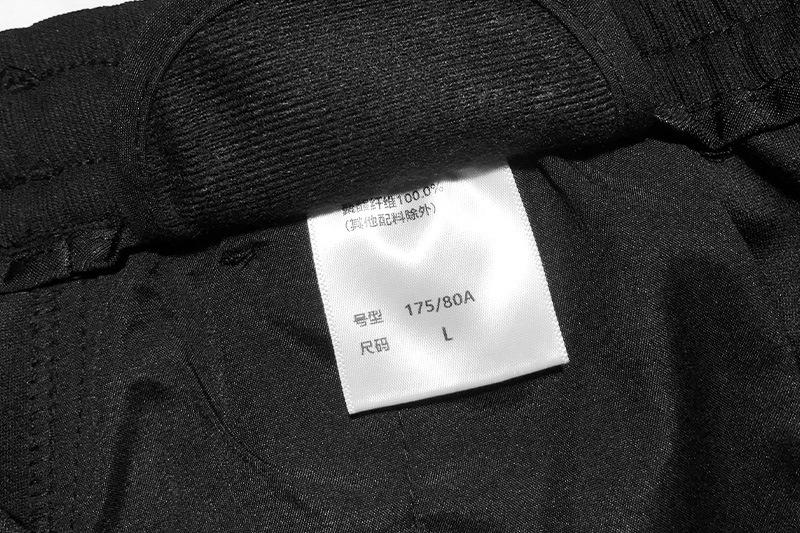 纤维100.0%
(其他配料除外)
号型 175/80A
尺码 L